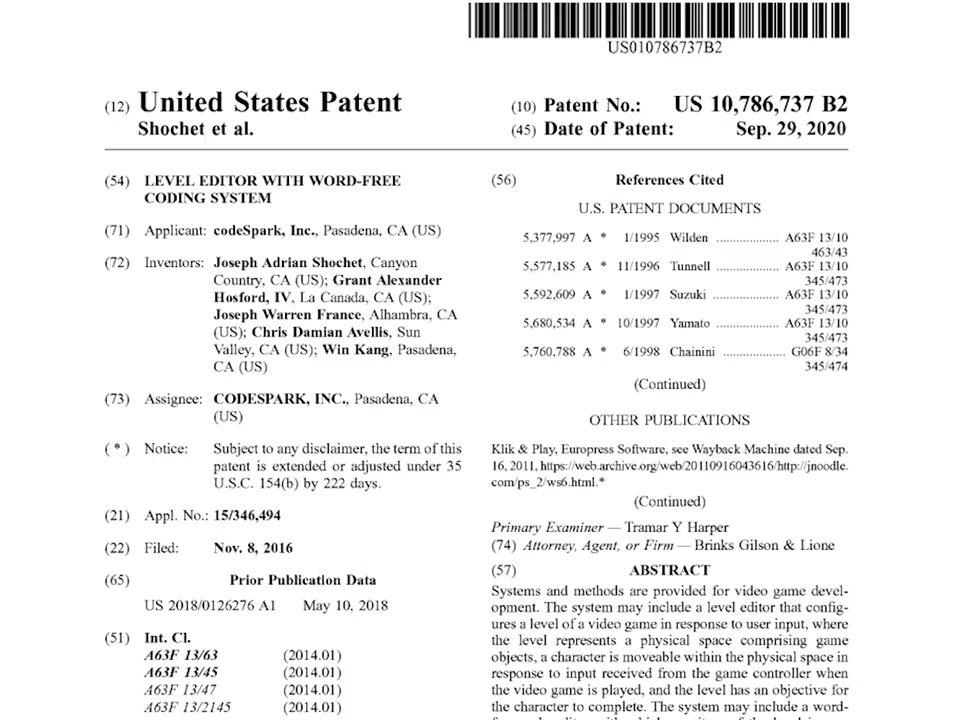 US010786737B2
(12) United States Patent
Shochet et al.
(10) Patent No.: US 10,786,737 B2
(45) Date of Patent: Sep. 29, 2020
(54) LEVEL EDITOR WITH WORD-FREE
CODING SYSTEM
(71) Applicant: codeSpark, Inc., Pasadena, CA (US)
(72) Inventors: Joseph Adrian Shochet, Canyon
Country, CA (US); Grant Alexander
Hosford, IV, La Canada, CA (US);
Joseph Warren France, Alhambra, CA
(US); Chris Damian Avellis, Sun
Valley, CA (US); Win Kang, Pasadena,
CA (US)
(73) Assignee: CODESPARK, INC., Pasadena, CA
(US)
( * ) Notice: Subject to any disclaimer, the term of this
patent is extended or adjusted under 35
U.S.C. 154(b) by 222 days.
(21) Appl. No.: 15/346,494
(22) Filed: Nov. 8, 2016
(65) Prior Publication Data
US 2018/0126276 A1 May 10, 2018
(51) Int. Cl.
A63F 13/63 (2014.01)
A63F 13/45 (2014.01)
A63F 13/47 (2014.01)
A63F 13/2145 (2014.01)
(56) References Cited
U.S. PATENT DOCUMENTS
5,377,997 A * 1/1995 Wilden ................... A63F 13/10
463/43
5,577,185 A * 11/1996 Tunnell ................... A63F 13/10
345/473
5,592,609 A * 1/1997 Suzuki .................... A63F 13/10
345/473
5,680,534 A * 10/1997 Yamato ................... A63F 13/10
345/473
5,760,788 A * 6/1998 Chainini ................... G06F 8/34
345/474
(Continued)
OTHER PUBLICATIONS
Klik & Play, Europress Software, see Wayback Machine dated Sep.
16, 2011, https://web.archive.org/web/20110916043616/http://jnoodle.
com/ps_2/ws6.html.*
(Continued)
Primary Examiner — Tramar Y Harper
(74) Attorney, Agent, or Firm — Brinks Gilson & Lione
(57) ABSTRACT
Systems and methods are provided for video game devel-
opment. The system may include a level editor that config-
ures a level of a video game in response to user input, where
the level represents a physical space comprising game
objects, a character is moveable within the physical space in
response to input received from the game controller when
the video game is played, and the level has an objective for
the character to complete. The system may include a word-